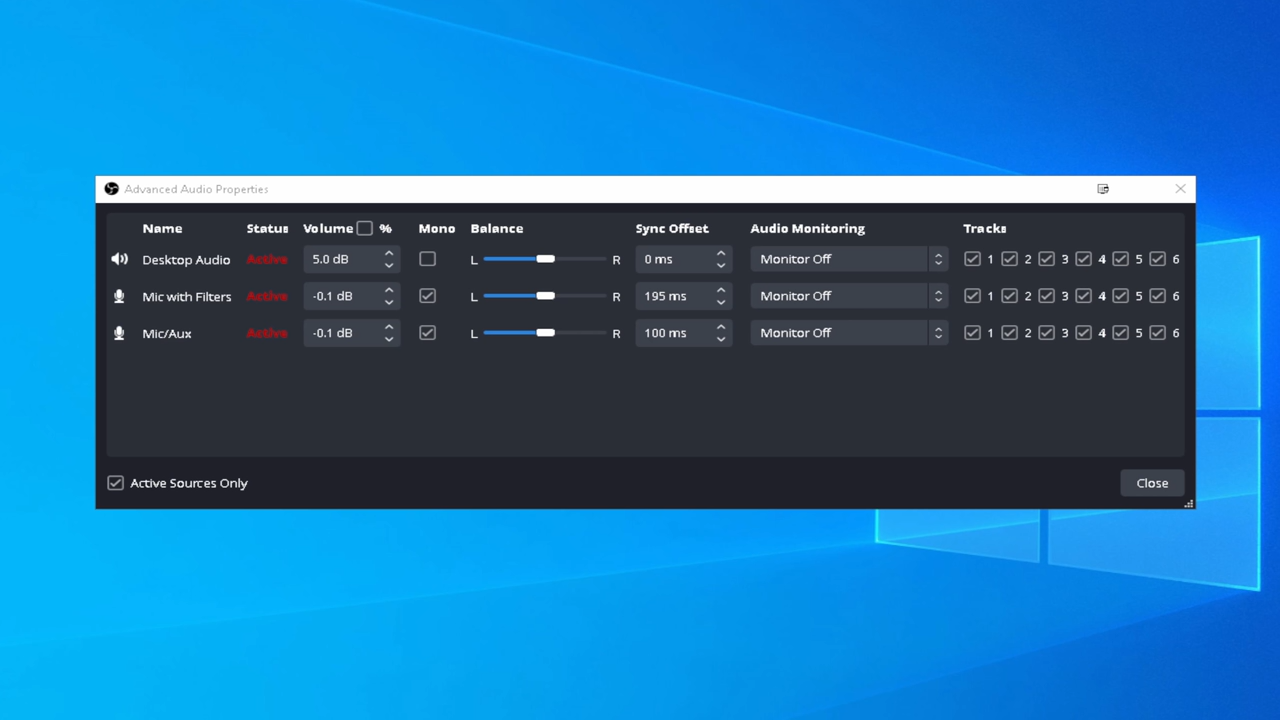 Advanced Audio Properties
Name Status Volume % Mono Balance Sync Offset Audio Monitoring Tracks
Desktop Audio Active 5.0 dB L R 0 ms Monitor Off 1 2 3 4 5 6
Mic with Filters Active -0.1 dB L R 195 ms Monitor Off 1 2 3 4 5 6
Mic/Aux Active -0.1 dB L R 100 ms Monitor Off 1 2 3 4 5 6
Active Sources Only Close